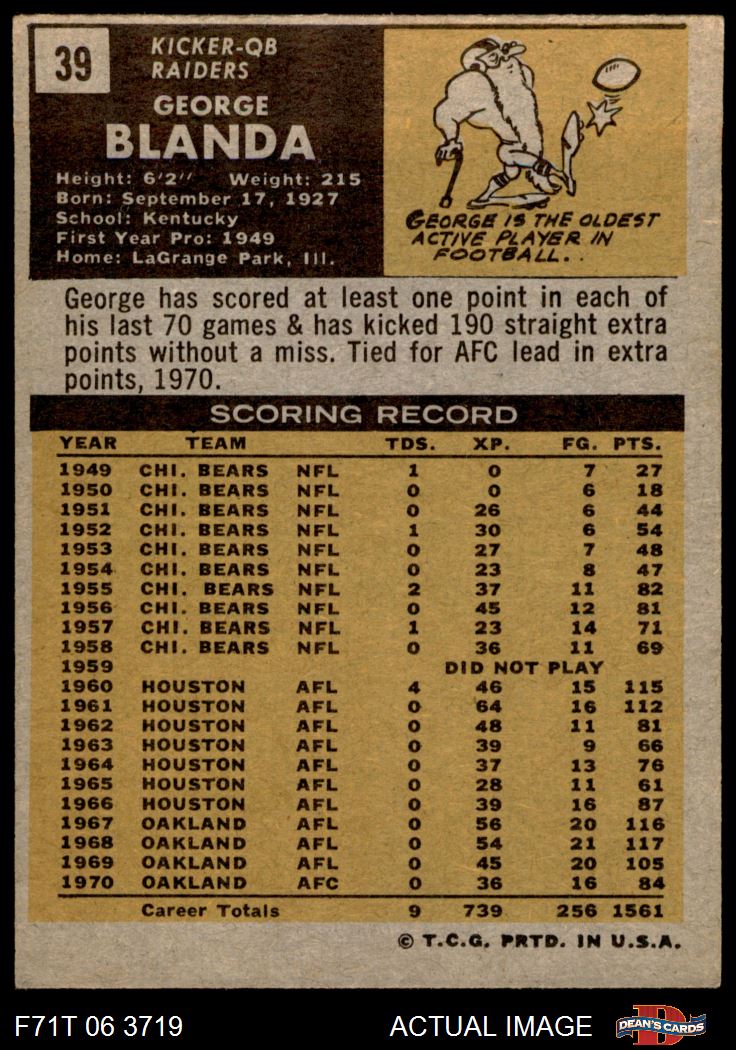 39
KICKER-QB
RAIDERS
GEORGE
BLANDA
Height: 6'2" Weight: 215
Born: September 17, 1927
School: Kentucky
First Year Pro: 1949
Home: LaGrange Park, Ill.
GEORGE IS THE OLDEST
ACTIVE PLAYER IN
FOOTBALL...
George has scored at least one point in each of
his last 70 games & has kicked 190 straight extra
points without a miss. Tied for AFC lead in extra
points, 1970.
SCORING RECORD
YEAR TEAM TDS. XP. FG. PTS.
1949 CHI. BEARS NFL 1 0 7 27
1950 CHI. BEARS NFL 0 0 6 18
1951 CHI. BEARS NFL 0 26 6 44
1952 CHI. BEARS NFL 1 30 6 54
1953 CHI. BEARS NFL 0 27 7 48
1954 CHI. BEARS NFL 0 23 8 47
1955 CHI. BEARS NFL 2 37 11 82
1956 CHI. BEARS NFL 0 45 12 81
1957 CHI. BEARS NFL 1 23 14 71
1958 CHI. BEARS NFL 0 36 11 69
1959 DID NOT PLAY
1960 HOUSTON AFL 4 46 15 115
1961 HOUSTON AFL 0 64 16 112
1962 HOUSTON AFL 0 48 11 81
1963 HOUSTON AFL 0 39 9 66
1964 HOUSTON AFL 0 37 13 76
1965 HOUSTON AFL 0 28 11 61
1966 HOUSTON AFL 0 39 16 87
1967 OAKLAND AFL 0 56 20 116
1968 OAKLAND AFL 0 54 21 117
1969 OAKLAND AFL 0 45 20 105
1970 OAKLAND AFC 0 36 16 84
Career Totals 9 739 256 1561
© T.C.G. PRTD. IN U.S.A.
F71T 06 3719 ACTUAL IMAGE D DEAN'S CARDS